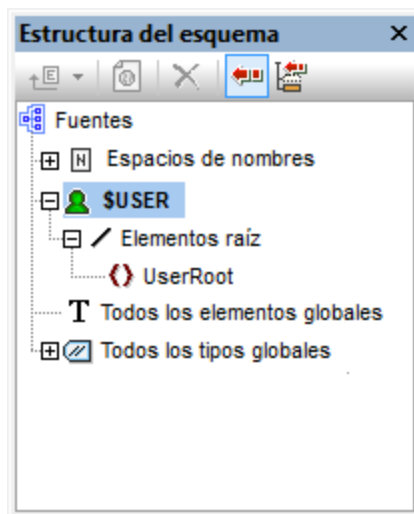 Estructura del esquema
Fuentes
Espacios de nombres
$USER
Elementos raíz
UserRoot
T Todos los elementos globales
Todos los tipos globales